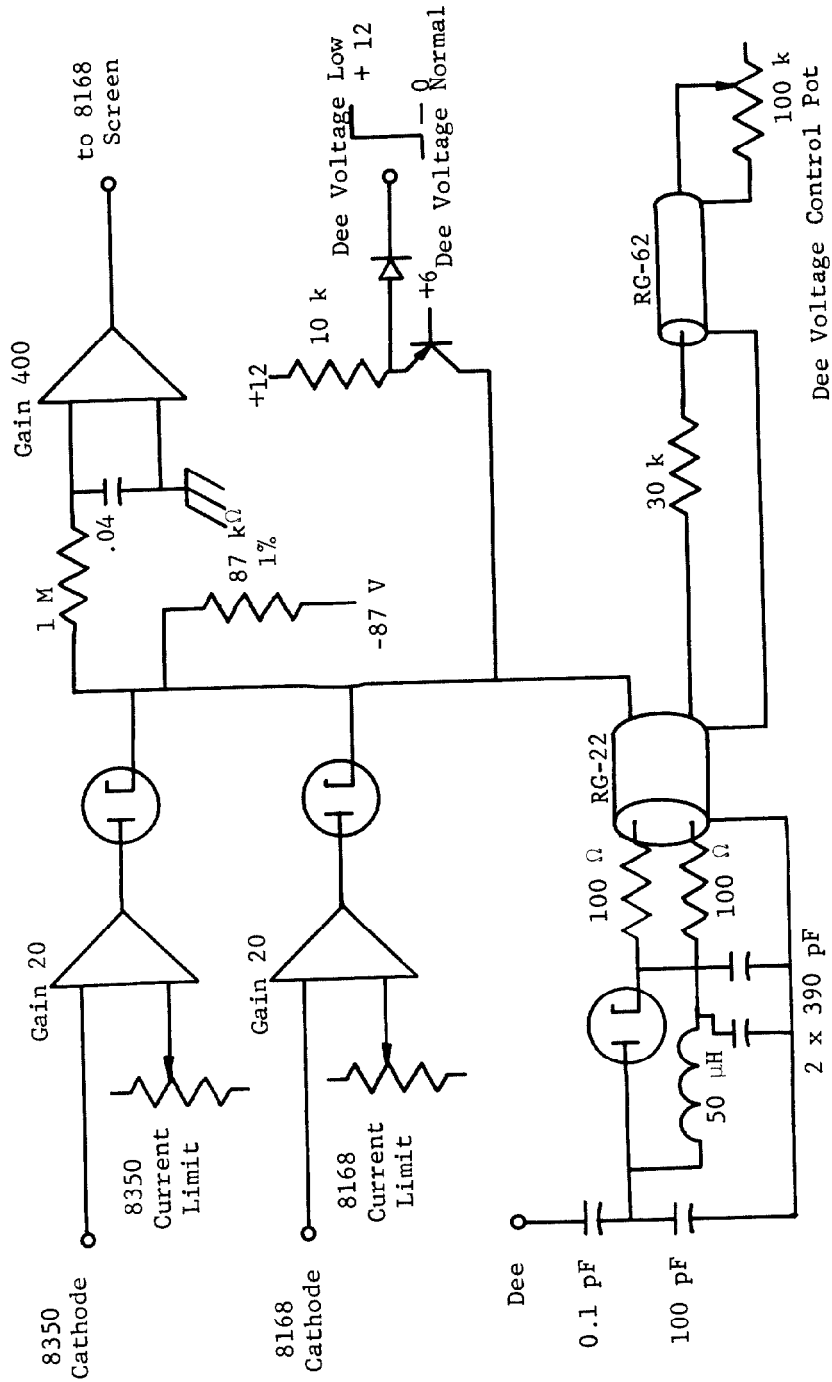 8350
Cathode
Gain 20
8350
Current
Limit
8168
Cathode
Gain 20
8168
Current
Limit
1 M
.04
Gain 400
to 8168
Screen
87 kΩ
1%
-87 V
+12
10 k
+6
Dee Voltage Low
+ 12
- 0
Dee Voltage Normal
Dee
0.1 pF
100 pF
50 μH
2 x 390 pF
100 Ω
100 Ω
RG-22
30 k
RG-62
100 k
Dee Voltage Control Pot